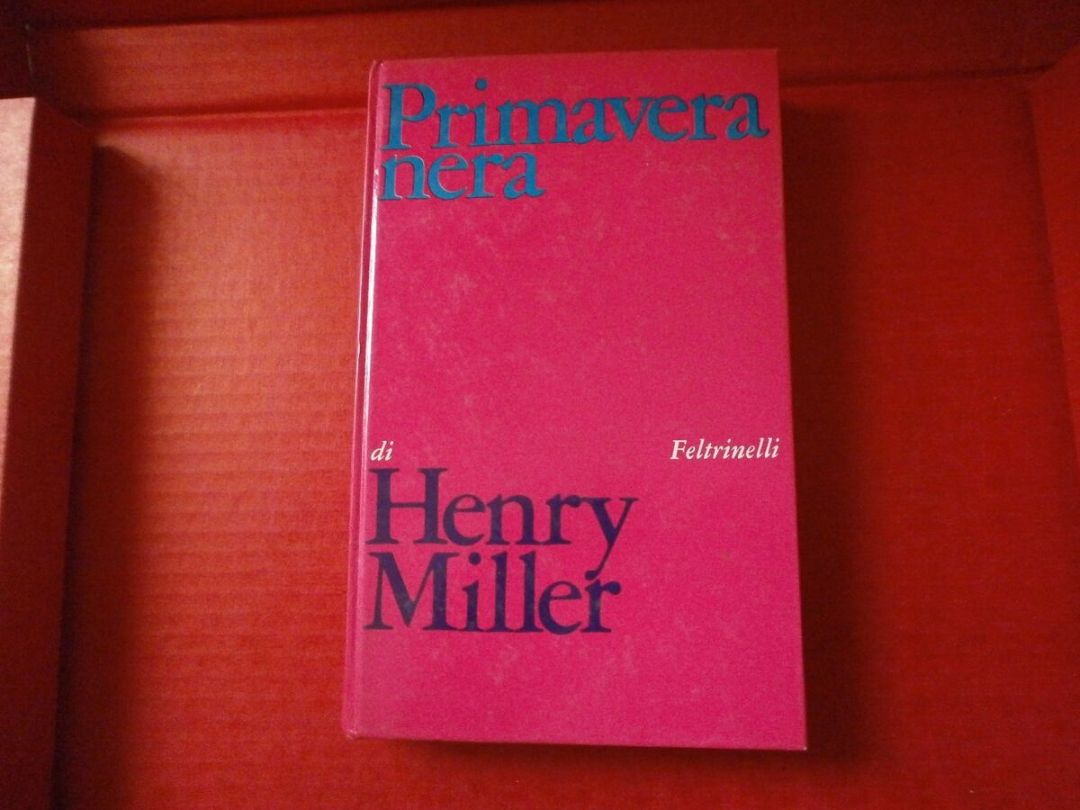 Primavera
nera
di
Feltrinelli
Henry
Miller